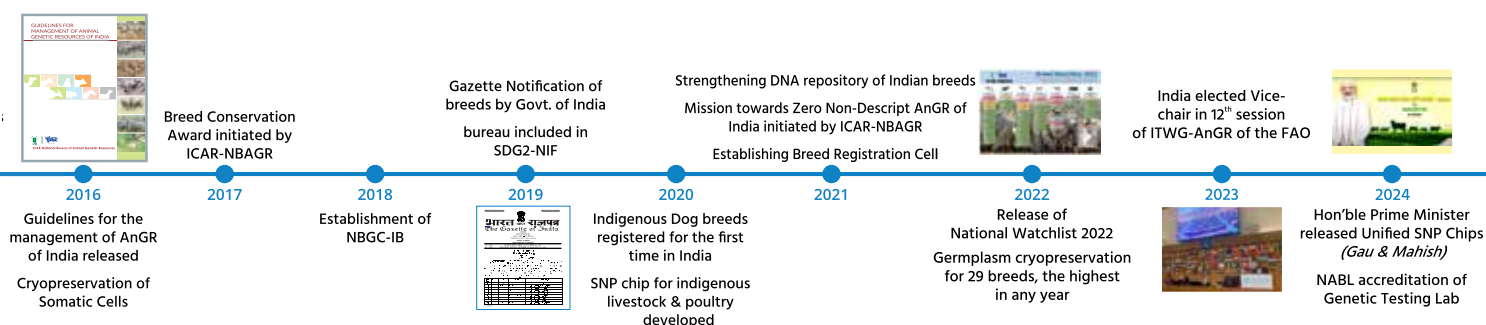 GUIDELINES FOR
MANAGEMENT OF ANIMAL
GENETIC RESOURCES OF INDIA
ICAR-National Bureau of Animal Genetic Resources
2016
Guidelines for the
management of AnGR
of India released
Cryopreservation of
Somatic Cells
Breed Conservation
Award initiated by
ICAR-NBAGR
2017
2018
Establishment of
NBGC-IB
Gazette Notification of
breeds by Govt. of India
bureau included in
SDG2-NIF
2019
भारत का राजपत्र
The Gazette of India
2020
Indigenous Dog breeds
registered for the first
time in India
SNP chip for indigenous
livestock & poultry
developed
Strengthening DNA repository of Indian breeds
Mission towards Zero Non-Descript AnGR of
India initiated by ICAR-NBAGR
Establishing Breed Registration Cell
2021
2022
Release of
National Watchlist 2022
Germplasm cryopreservation
for 29 breeds, the highest
in any year
India elected Vice-
chair in 12th session
of ITWG-AnGR of the FAO
2023
2024
Hon'ble Prime Minister
released Unified SNP Chips
(Gau & Mahish)
NABL accreditation of
Genetic Testing Lab